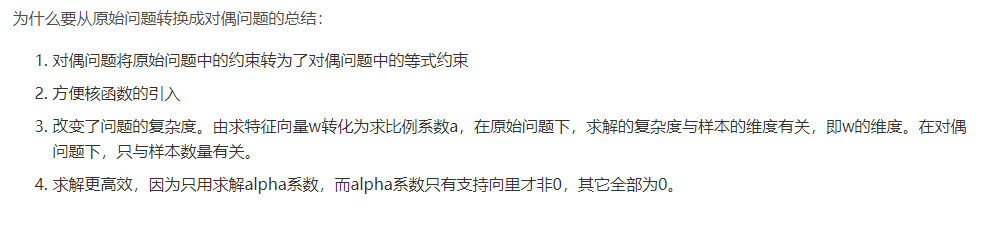 为什么要从原始问题转换成对偶问题的总结：
1. 对偶问题将原始问题中的约束转为了对偶问题中的等式约束
2. 方便核函数的引入
3. 改变了问题的复杂度。由求特征向量w转化为求比例系数a，在原始问题下，求解的复杂度与样本的维度有关，即w的维度。在对偶
问题下，只与样本数量有关。
4. 求解更高效，因为只用求解alpha系数，而alpha系数只有支持向里才非0，其它全部为0。